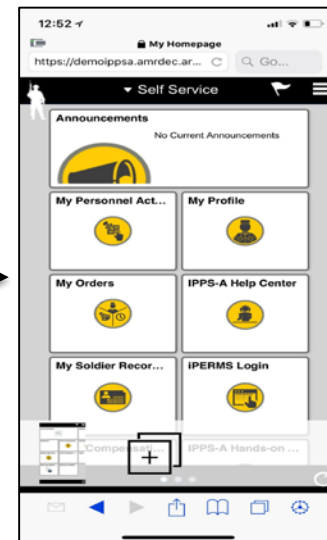 12:52
My Homepage
https://demoippsa.amrdec.ar...
Go...
Self Service
Announcements
No Current Announcements
My Personnel Act...
My Profile
My Orders
IPPS-A Help Center
My Soldier Recor...
iPERMS Login
Compensati...
IPPS-A Hands-on ...